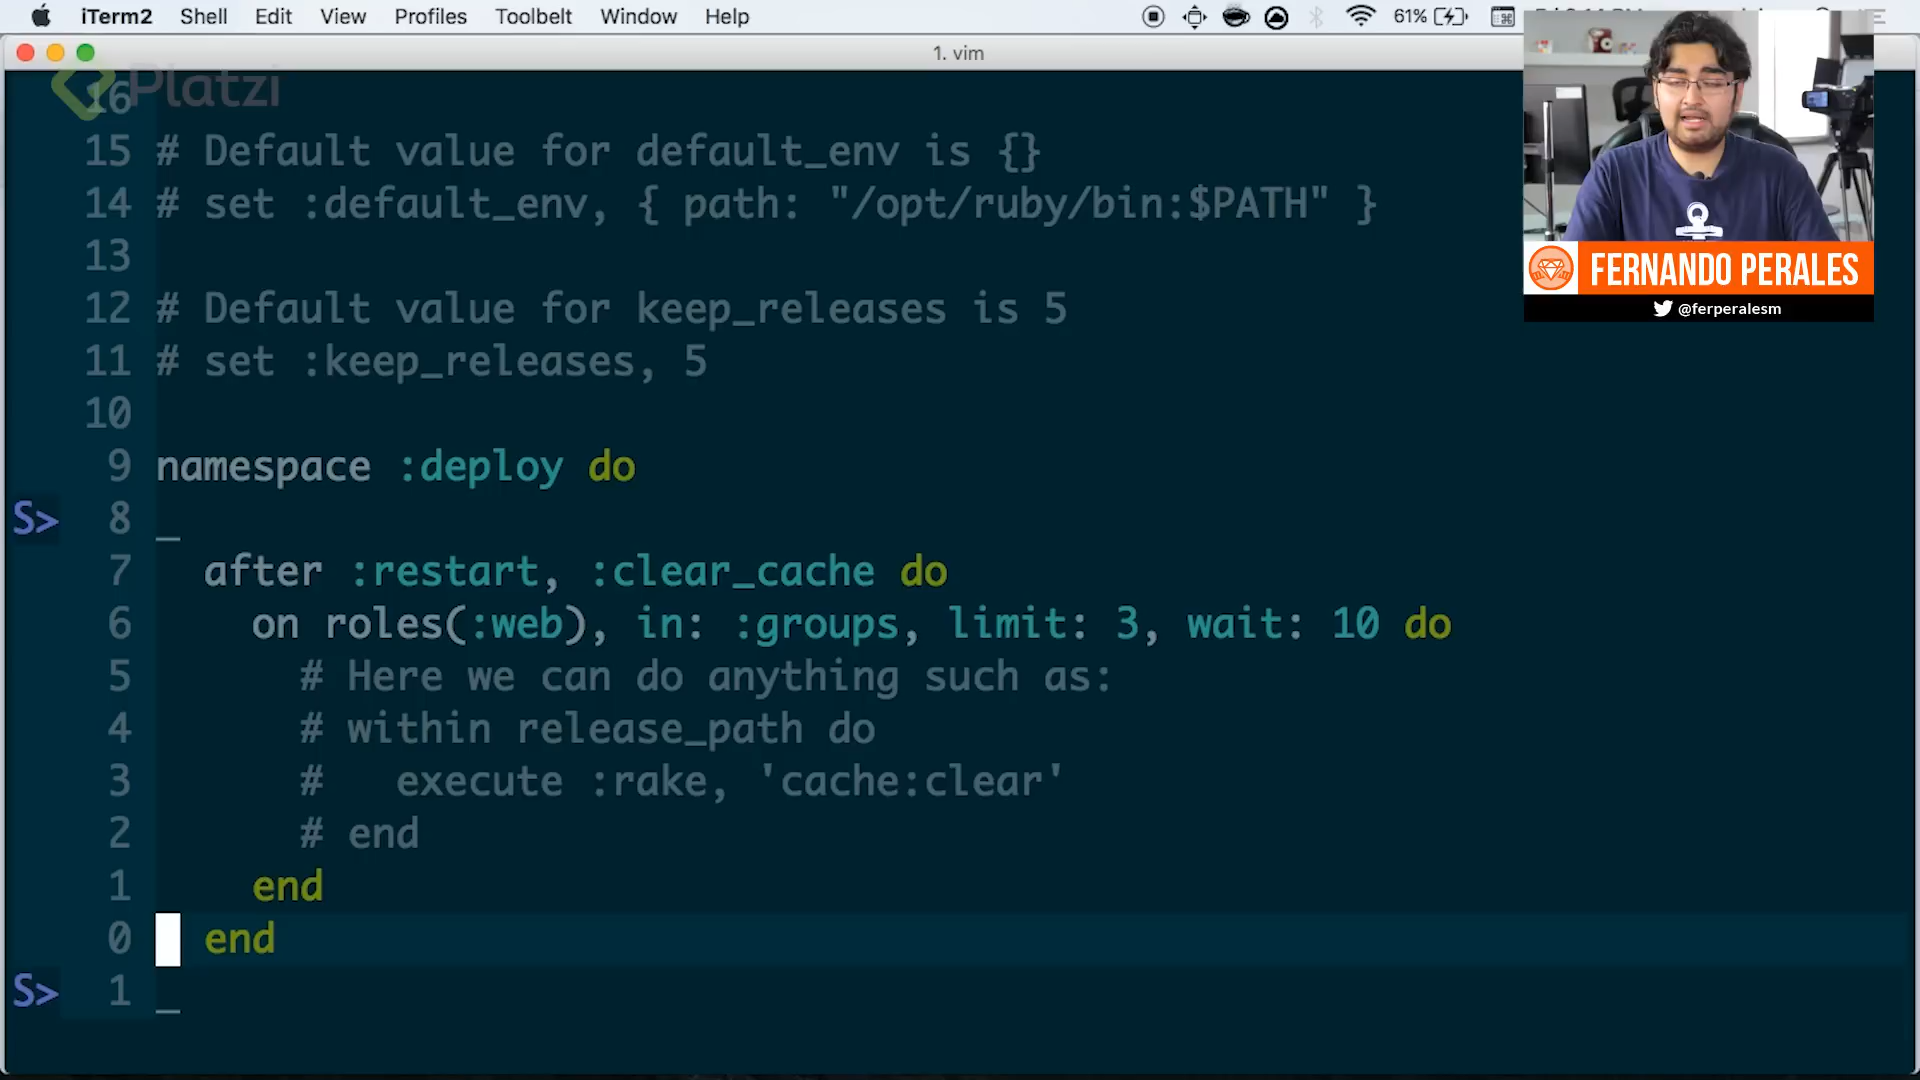 iTerm2 Shell Edit View Profiles Toolbelt Window Help 61%
1. vim
Platzi
16
15 # Default value for default_env is {}
14 # set :default_env, { path: "/opt/ruby/bin:$PATH" }
13
12 # Default value for keep_releases is 5
11 # set :keep_releases, 5
10
9 namespace :deploy do
S> 8 _
7 after :restart, :clear_cache do
6 on roles(:web), in: :groups, limit: 3, wait: 10 do
5 # Here we can do anything such as:
4 # within release_path do
3 # execute :rake, 'cache:clear'
2 # end
1 end
0 end
S> 1 _
FERNANDO PERALES
@ferperalesm